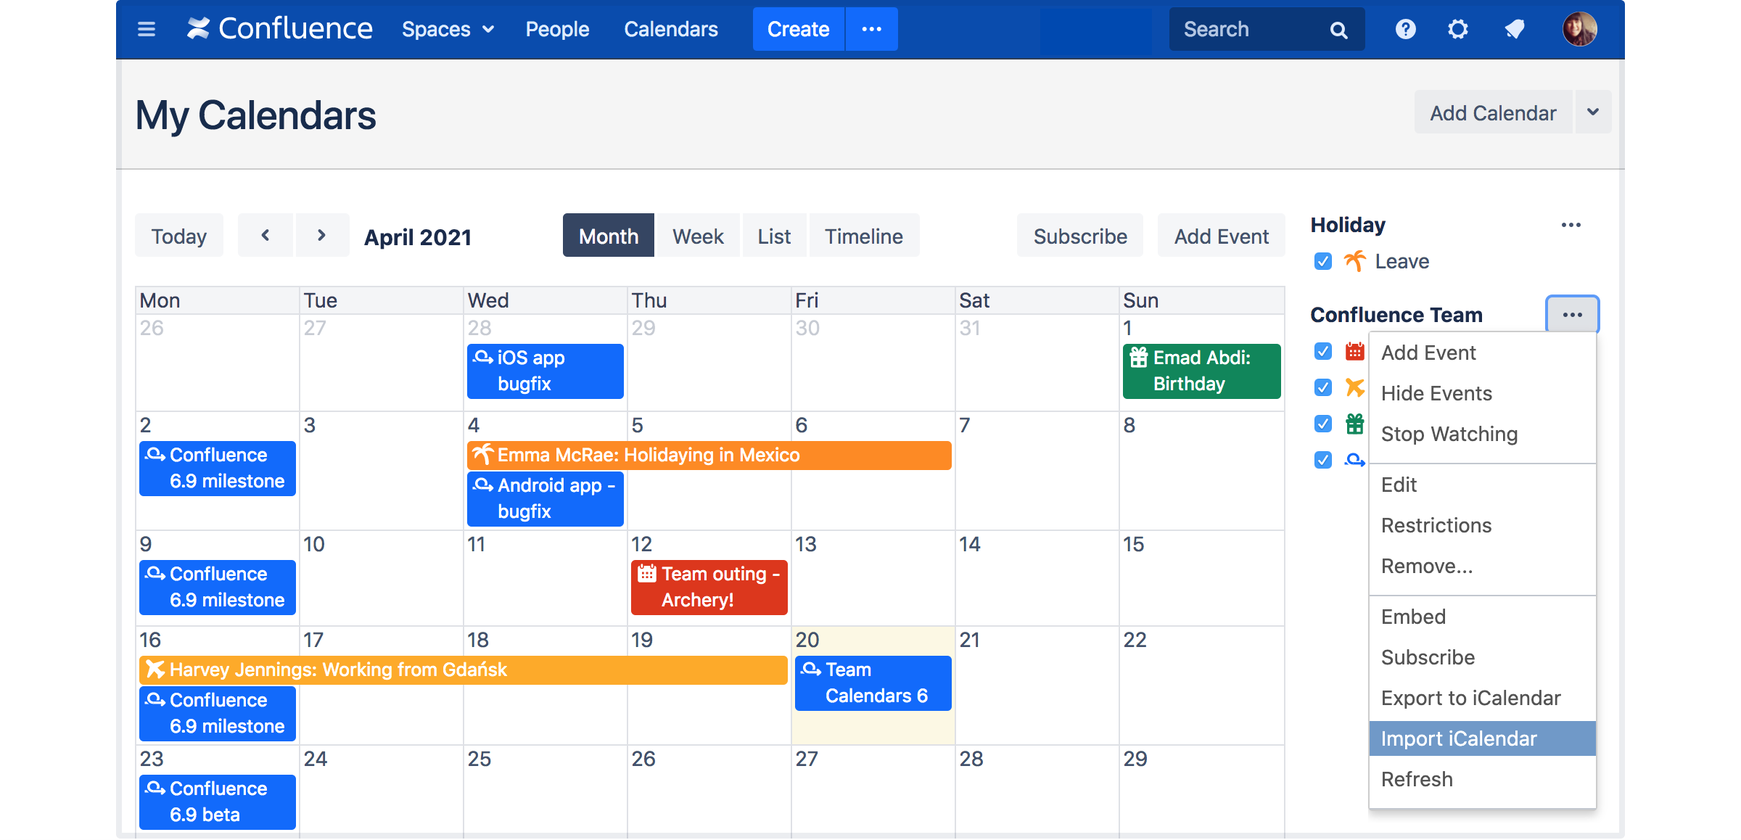 Confluence Spaces People Calendars Create ••• Search
My Calendars
Add Calendar
Today April 2021 Month Week List Timeline Subscribe Add Event
Mon Tue Wed Thu Fri Sat Sun
26 27 28 29 30 31 1
iOS app
bugfix
Emad Abdi:
Birthday
2 3 4 5 6 7 8
Confluence
6.9 milestone
Emma McRae: Holidaying in Mexico
Android app -
bugfix
9 10 11 12 13 14 15
Confluence
6.9 milestone
Team outing -
Archery!
16 17 18 19 20 21 22
Harvey Jennings: Working from Gdańsk
Confluence
6.9 milestone
Team
Calendars 6
23 24 25 26 27 28 29
Confluence
6.9 beta
Holiday •••
Leave
Confluence Team •••
Add Event
Hide Events
Stop Watching
Edit
Restrictions
Remove...
Embed
Subscribe
Export to iCalendar
Import iCalendar
Refresh